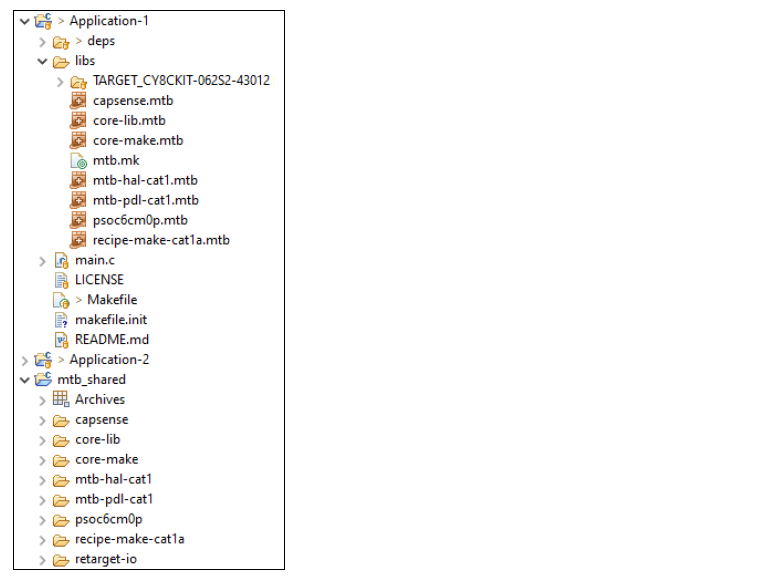 > Application-1
> deps
libs
TARGET_CY8CKIT-062S2-43012
capsense.mtb
core-lib.mtb
core-make.mtb
mtb.mk
mtb-hal-cat1.mtb
mtb-pdl-cat1.mtb
psoc6cm0p.mtb
recipe-make-cat1a.mtb
main.c
LICENSE
> Makefile
makefile.init
README.md
> Application-2
mtb_shared
Archives
capsense
core-lib
core-make
mtb-hal-cat1
mtb-pdl-cat1
psoc6cm0p
recipe-make-cat1a
retarget-io